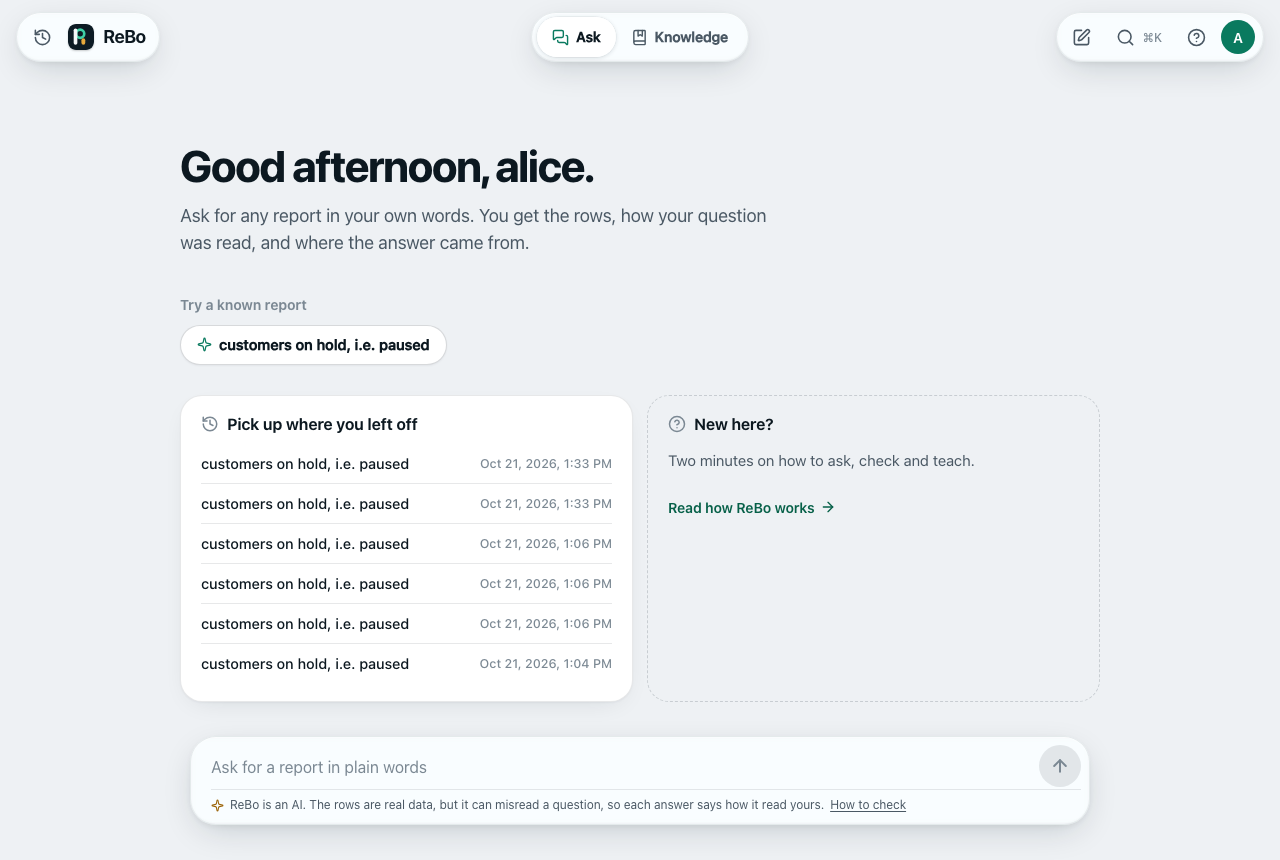 ReBo
Ask
Knowledge
⌘K
A
Good afternoon, alice.
Ask for any report in your own words. You get the rows, how your question
was read, and where the answer came from.
Try a known report
customers on hold, i.e. paused
Pick up where you left off
customers on hold, i.e. paused Oct 21, 2026, 1:33 PM
customers on hold, i.e. paused Oct 21, 2026, 1:33 PM
customers on hold, i.e. paused Oct 21, 2026, 1:06 PM
customers on hold, i.e. paused Oct 21, 2026, 1:06 PM
customers on hold, i.e. paused Oct 21, 2026, 1:06 PM
customers on hold, i.e. paused Oct 21, 2026, 1:04 PM
New here?
Two minutes on how to ask, check and teach.
Read how ReBo works
Ask for a report in plain words
ReBo is an AI. The rows are real data, but it can misread a question, so each answer says how it read yours. How to check